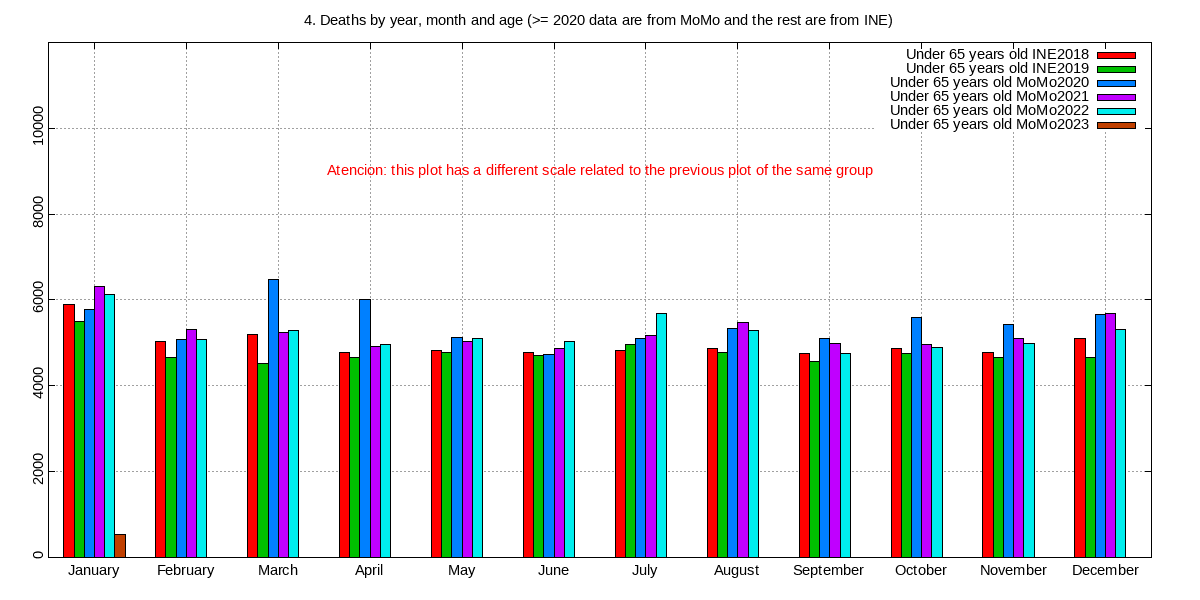 4. Deaths by year, month and age (>= 2020 data are from MoMo and the rest are from INE)
Under 65 years old INE2018
Under 65 years old INE2019
Under 65 years old MoMo2020
Under 65 years old MoMo2021
Under 65 years old MoMo2022
Under 65 years old MoMo2023
Atencion: this plot has a different scale related to the previous plot of the same group
10000
8000
6000
4000
2000
0
January February March April May June July August September October November December